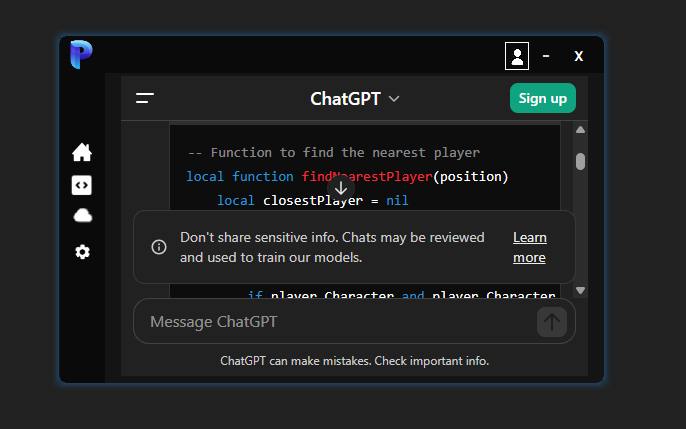 X
ChatGPT
Sign up
-- Function to find the nearest player
local function findNearestPlayer(position)
local closestPlayer = nil
Don't share sensitive info. Chats may be reviewed
and used to train our models.
Learn
more
if player.Character and player.Character
Message ChatGPT
ChatGPT can make mistakes. Check important info.